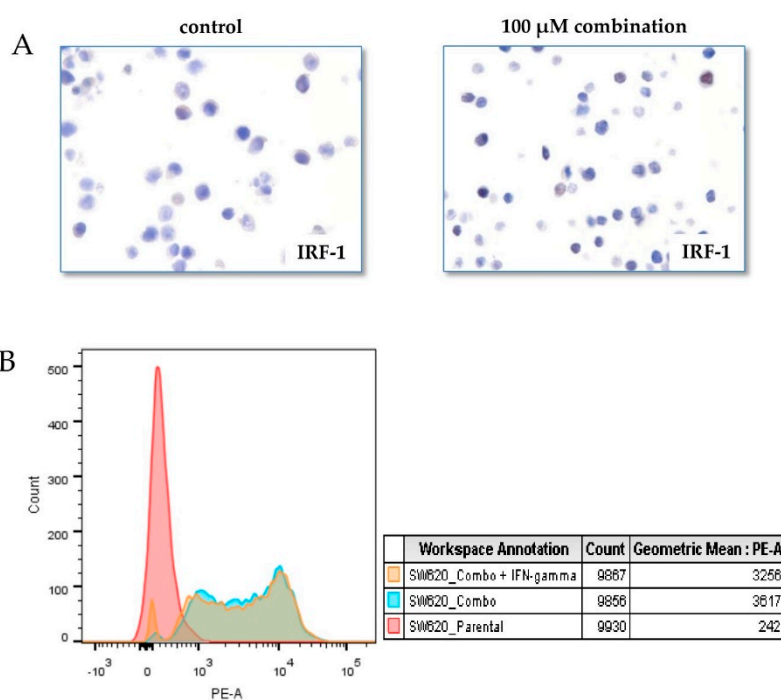 A
control
100 µM combination
IRF-1
IRF-1
B
500
400
300
200
100
0
Count
-10³ 0 10³ 10⁴ 10⁵
PE-A
Workspace Annotation Count Geometric Mean : PE-A
SW620_Combo + IFN-gamma 9867 3256
SW620_Combo 9856 3617
SW620_Parental 9930 242